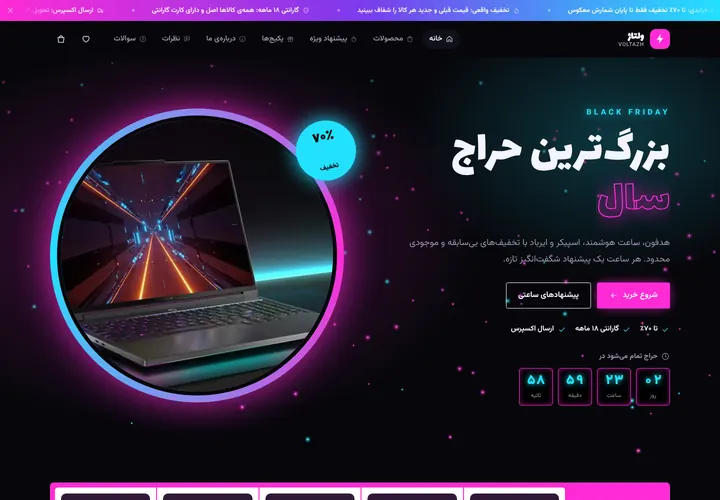 تا ۷۰٪ تخفیف فقط تا پایان شمارش معکوس
تخفیف واقعی: قیمت قبلی و جدید هر کالا را شفاف ببینید
گارانتی ۱۸ ماهه: همه‌ی کالاها اصل و دارای کارت گارانتی
ارسال اکسپرس:
ولتاژ
VOLTAZH
خانه
محصولات
پیشنهاد ویژه
پکیج‌ها
درباره‌ی ما
نظرات
سوالات
BLACK FRIDAY
بزرگ‌ترین حراج
سال
هدفون، ساعت هوشمند، اسپیکر و ایرباد با تخفیف‌های بی‌سابقه و موجودی
محدود. هر ساعت یک پیشنهاد شگفت‌انگیز تازه.
شروع خرید
پیشنهادهای ساعتی
تا ۷۰٪
گارانتی ۱۸ ماهه
ارسال اکسپرس
حراج تمام می‌شود در
۰۲
روز
۲۳
ساعت
۵۹
دقیقه
۵۸
ثانیه
۷۰٪
تخفیف